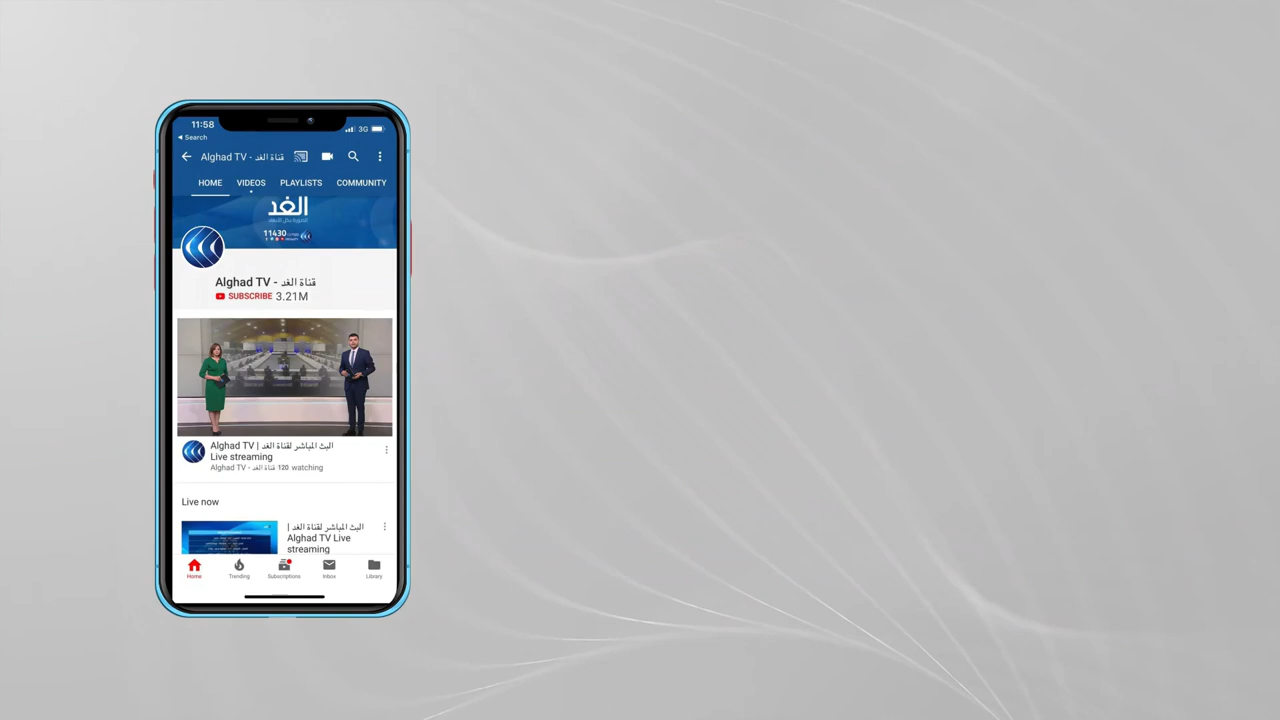 11:58
3G
Search
Alghad TV - قناة الغد
HOME VIDEOS PLAYLISTS COMMUNITY
الغد
11430
Alghad TV - قناة الغد
SUBSCRIBE 3.21M
Alghad TV | البث المباشر لقناة الغد
Live streaming
Alghad TV - قناة الغد 120 watching
Live now
البث المباشر لقناة الغد |
Alghad TV Live
streaming
Home Trending Subscriptions Inbox Library